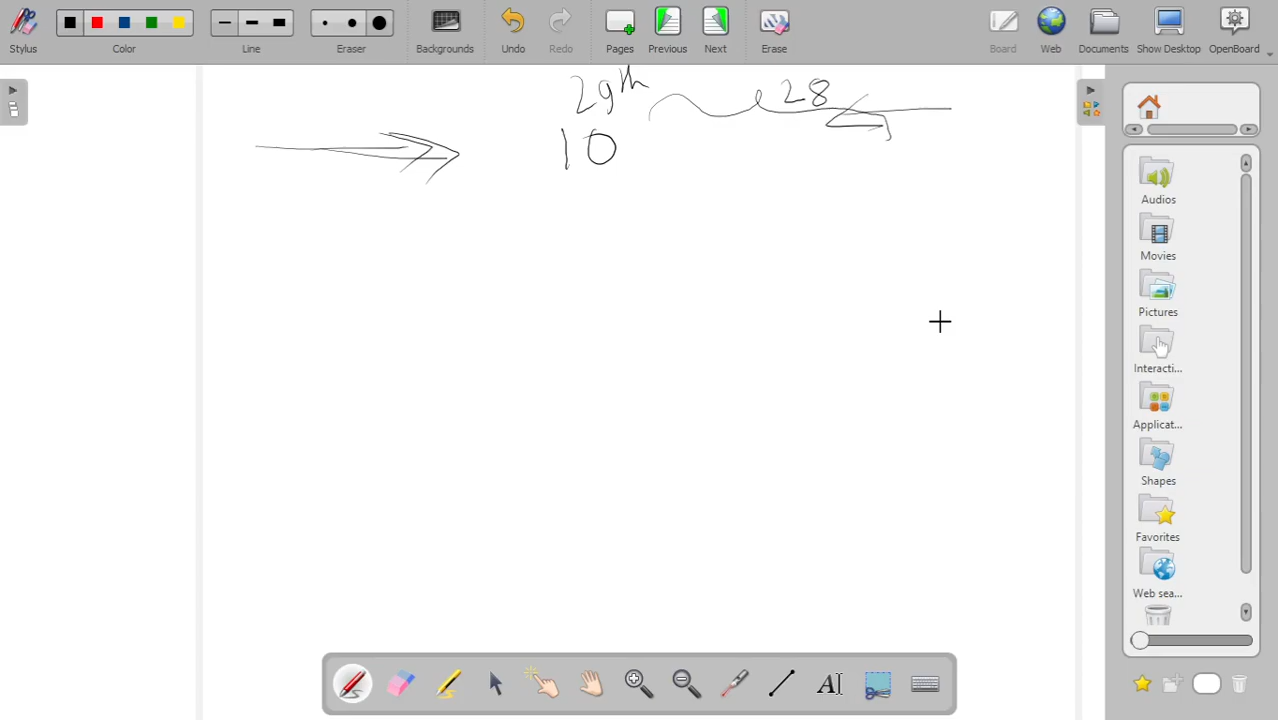 Stylus
Color
Line
Eraser
Backgrounds
Undo
Redo
Pages
Previous
Next
Erase
Board
Web
Documents
Show Desktop
OpenBoard
29th 28
10
Audios
Movies
Pictures
Interacti...
Applicat...
Shapes
Favorites
Web sea...
A